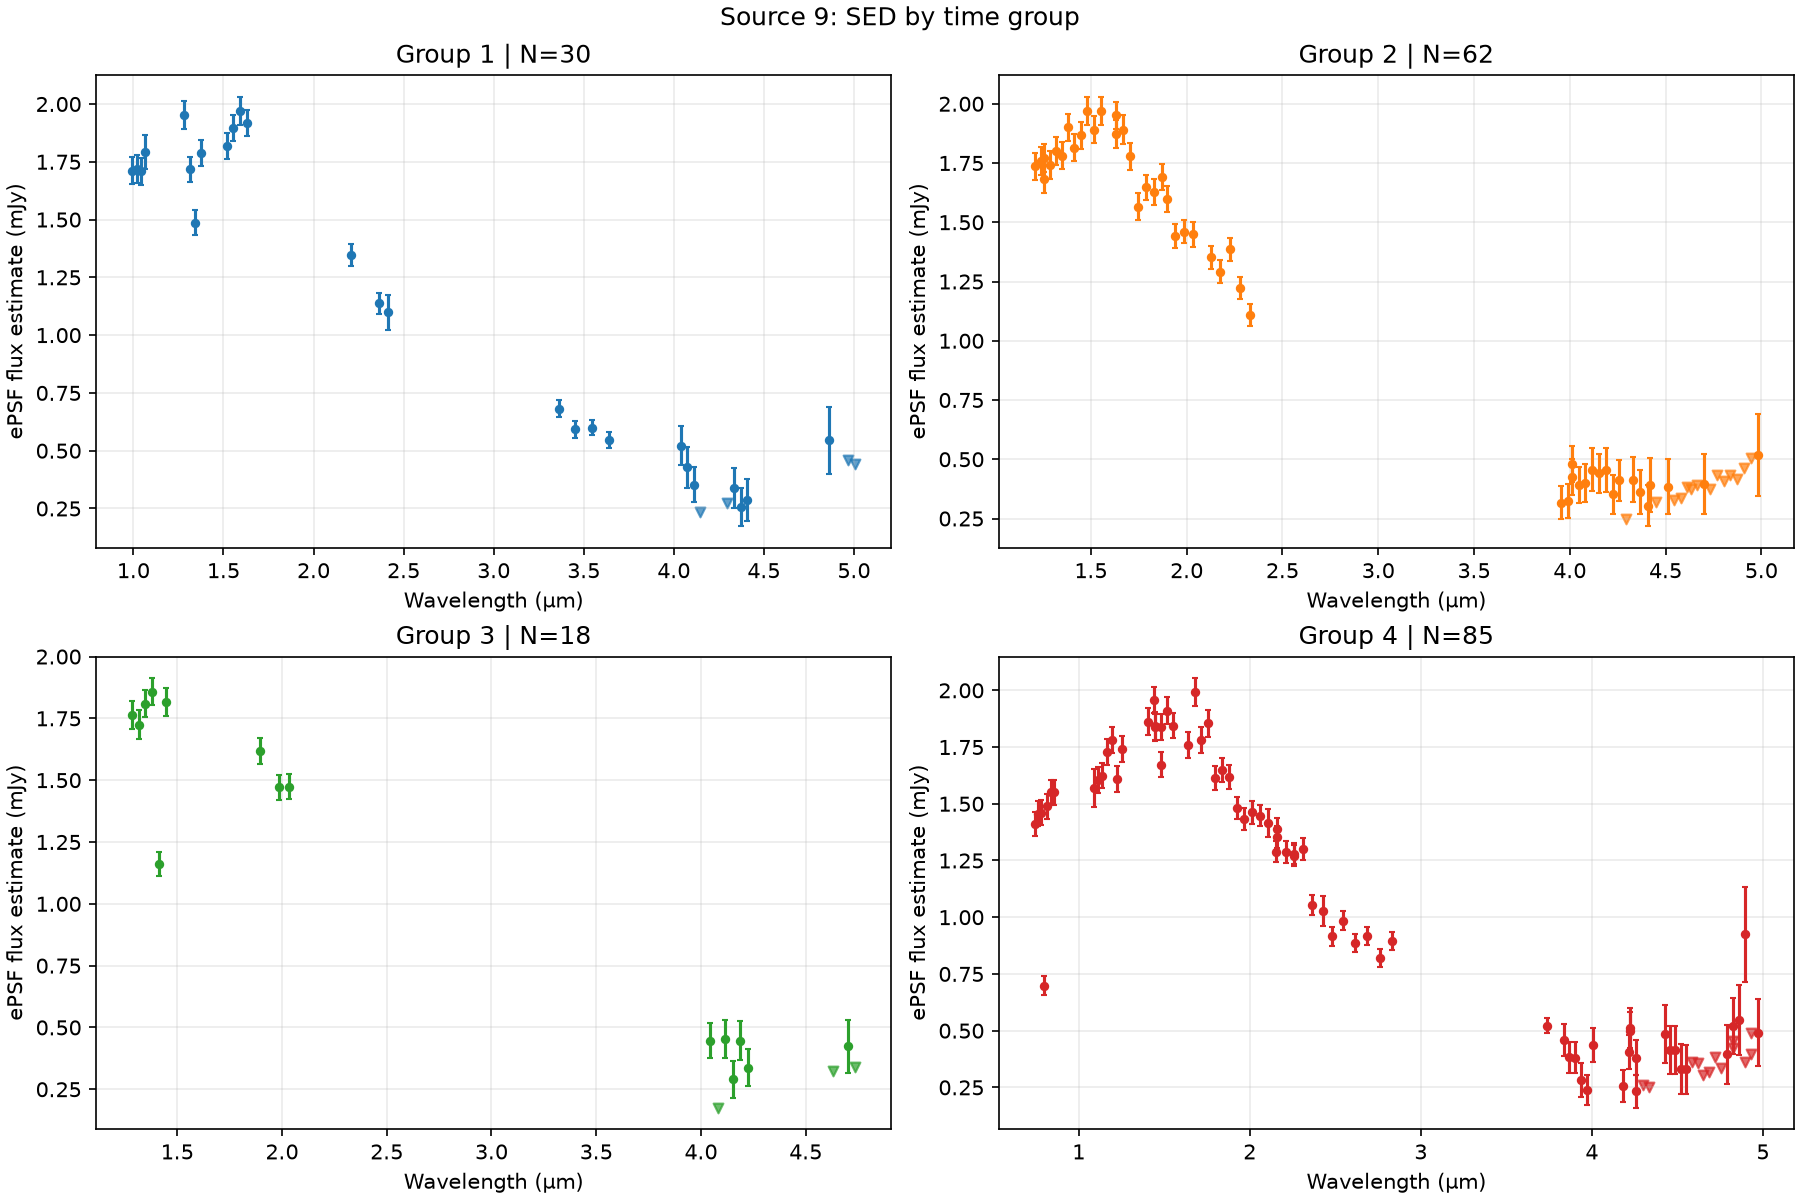 Source 9: SED by time group
Group 1 | N=30
ePSF flux estimate (mJy)
2.00
1.75
1.50
1.25
1.00
0.75
0.50
0.25
1.0 1.5 2.0 2.5 3.0 3.5 4.0 4.5 5.0
Wavelength (µm)
Group 2 | N=62
ePSF flux estimate (mJy)
2.00
1.75
1.50
1.25
1.00
0.75
0.50
0.25
1.5 2.0 2.5 3.0 3.5 4.0 4.5 5.0
Wavelength (µm)
Group 3 | N=18
ePSF flux estimate (mJy)
2.00
1.75
1.50
1.25
1.00
0.75
0.50
0.25
1.5 2.0 2.5 3.0 3.5 4.0 4.5
Wavelength (µm)
Group 4 | N=85
ePSF flux estimate (mJy)
2.00
1.75
1.50
1.25
1.00
0.75
0.50
0.25
1 2 3 4 5
Wavelength (µm)